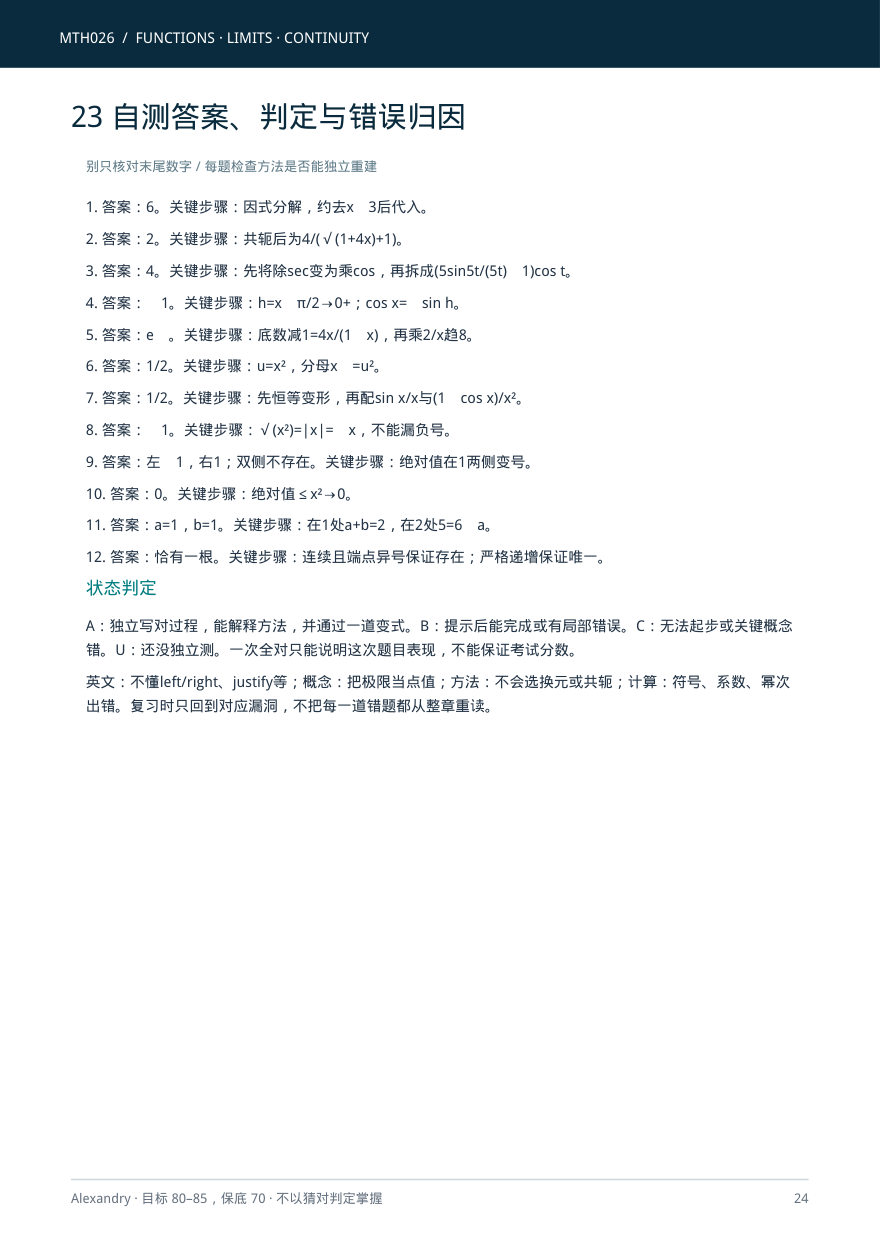 MTH026 / FUNCTIONS · LIMITS · CONTINUITY
23 自测答案、判定与错误归因
别只核对末尾数字 / 每题检查方法是否能独立重建
1. 答案：6。关键步骤：因式分解，约去x 3后代入。
2. 答案：2。关键步骤：共轭后为4/(√(1+4x)+1)。
3. 答案：4。关键步骤：先将除sec变为乘cos，再拆成(5sin5t/(5t) 1)cos t。
4. 答案： 1。关键步骤：h=x π/2→0+；cos x= sin h。
5. 答案：e 。关键步骤：底数减1=4x/(1 x)，再乘2/x趋8。
6. 答案：1/2。关键步骤：u=x²，分母x =u²。
7. 答案：1/2。关键步骤：先恒等变形，再配sin x/x与(1 cos x)/x²。
8. 答案： 1。关键步骤：√(x²)=|x|= x，不能漏负号。
9. 答案：左 1，右1；双侧不存在。关键步骤：绝对值在1两侧变号。
10. 答案：0。关键步骤：绝对值≤x²→0。
11. 答案：a=1，b=1。关键步骤：在1处a+b=2，在2处5=6 a。
12. 答案：恰有一根。关键步骤：连续且端点异号保证存在；严格递增保证唯一。
状态判定
A：独立写对过程，能解释方法，并通过一道变式。B：提示后能完成或有局部错误。C：无法起步或关键概念
错。U：还没独立测。一次全对只能说明这次题目表现，不能保证考试分数。
英文：不懂left/right、justify等；概念：把极限当点值；方法：不会选换元或共轭；计算：符号、系数、幂次
出错。复习时只回到对应漏洞，不把每一道错题都从整章重读。
Alexandry · 目标 80–85，保底 70 · 不以猜对判定掌握
24